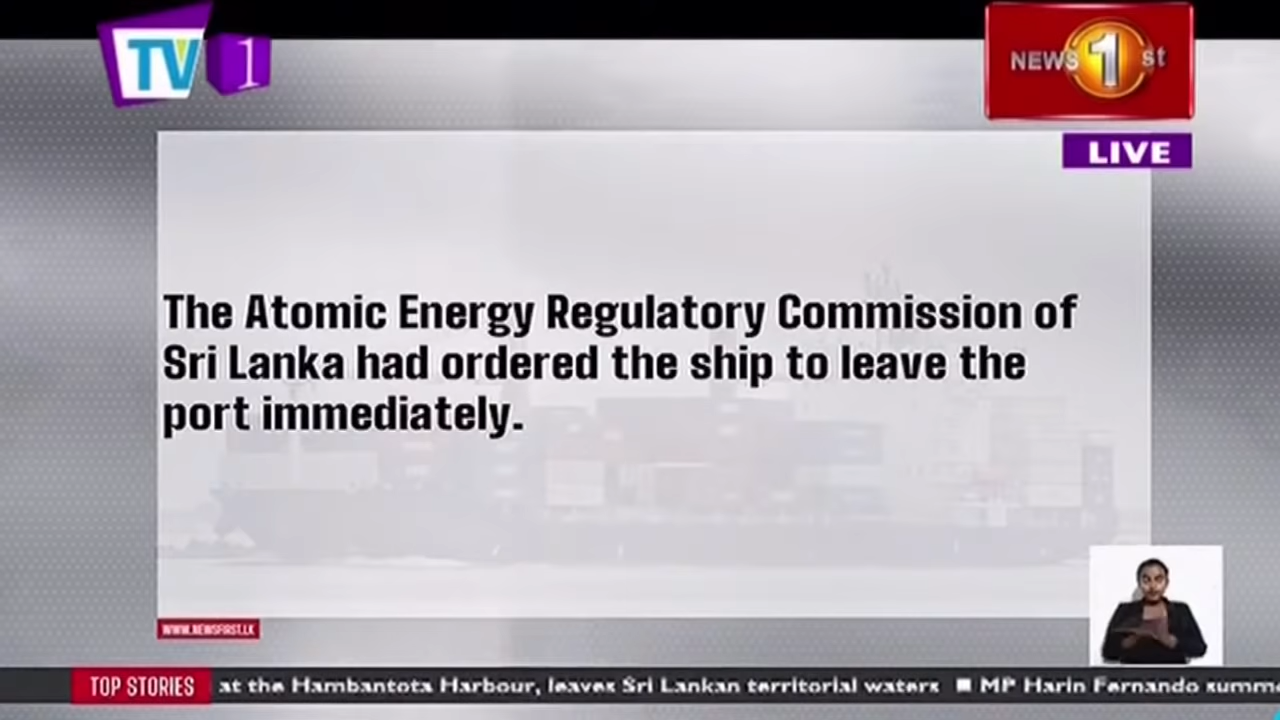 TV 1
NEWS 1st
LIVE
The Atomic Energy Regulatory Commission of
Sri Lanka had ordered the ship to leave the
port immediately.
WWW.NEWSFIRST.LK
TOP STORIES at the Hambantota Harbour, leaves Sri Lankan territorial waters ■ MP Harin Fernando summ